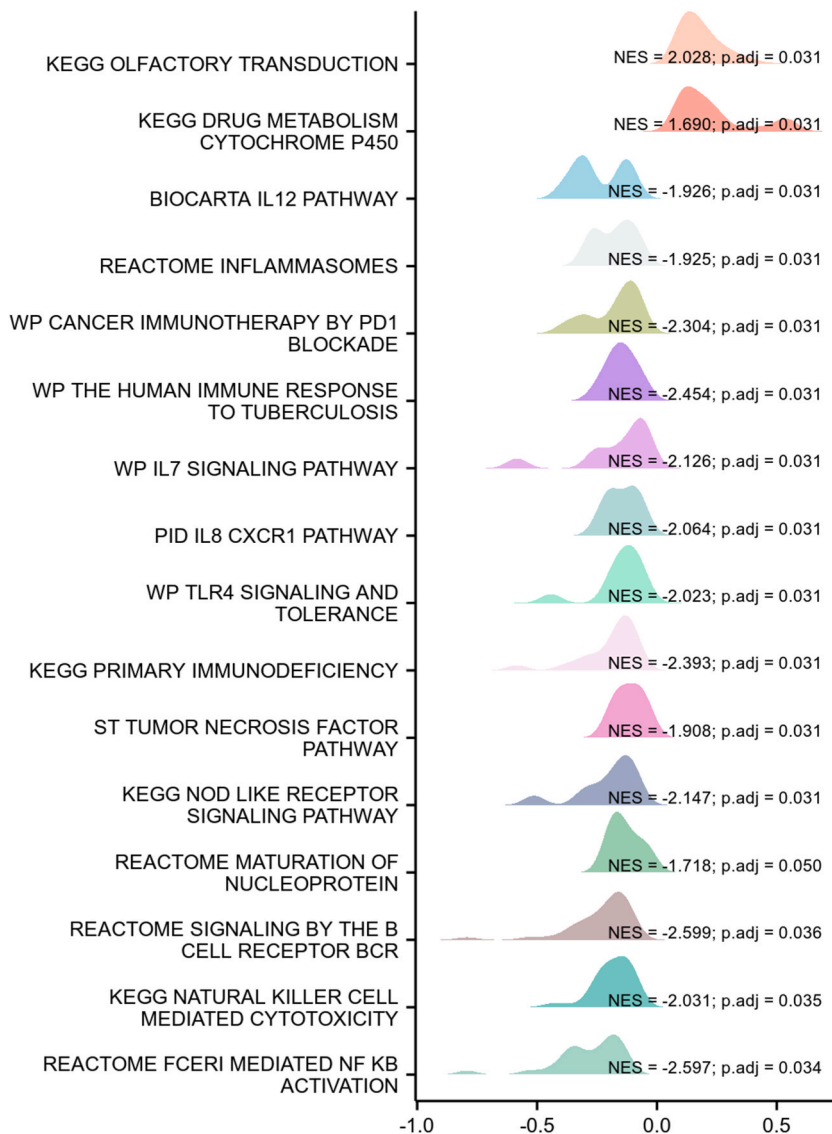 KEGG OLFACTORY TRANSDUCTION
NES = 2.028; p.adj = 0.031
KEGG DRUG METABOLISM
CYTOCHROME P450
NES = 1.690; p.adj = 0.031
BIOCARTA IL12 PATHWAY
NES = -1.926; p.adj = 0.031
REACTOME INFLAMMASOMES
NES = -1.925; p.adj = 0.031
WP CANCER IMMUNOTHERAPY BY PD1
BLOCKADE
NES = -2.304; p.adj = 0.031
WP THE HUMAN IMMUNE RESPONSE
TO TUBERCULOSIS
NES = -2.454; p.adj = 0.031
WP IL7 SIGNALING PATHWAY
NES = -2.126; p.adj = 0.031
PID IL8 CXCR1 PATHWAY
NES = -2.064; p.adj = 0.031
WP TLR4 SIGNALING AND
TOLERANCE
NES = -2.023; p.adj = 0.031
KEGG PRIMARY IMMUNODEFICIENCY
NES = -2.393; p.adj = 0.031
ST TUMOR NECROSIS FACTOR
PATHWAY
NES = -1.908; p.adj = 0.031
KEGG NOD LIKE RECEPTOR
SIGNALING PATHWAY
NES = -2.147; p.adj = 0.031
REACTOME MATURATION OF
NUCLEOPROTEIN
NES = -1.718; p.adj = 0.050
REACTOME SIGNALING BY THE B
CELL RECEPTOR BCR
NES = -2.599; p.adj = 0.036
KEGG NATURAL KILLER CELL
MEDIATED CYTOTOXICITY
NES = -2.031; p.adj = 0.035
REACTOME FCERI MEDIATED NF KB
ACTIVATION
NES = -2.597; p.adj = 0.034
-1.0 -0.5 0.0 0.5